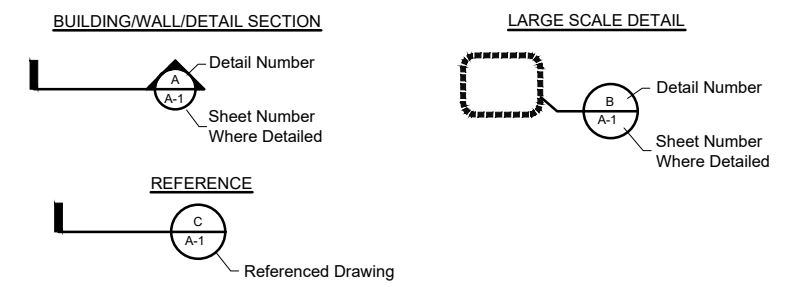 BUILDING/WALL/DETAIL SECTION
A
A-1
Detail Number
Sheet Number
Where Detailed
LARGE SCALE DETAIL
B
A-1
Detail Number
Sheet Number
Where Detailed
REFERENCE
C
A-1
Referenced Drawing